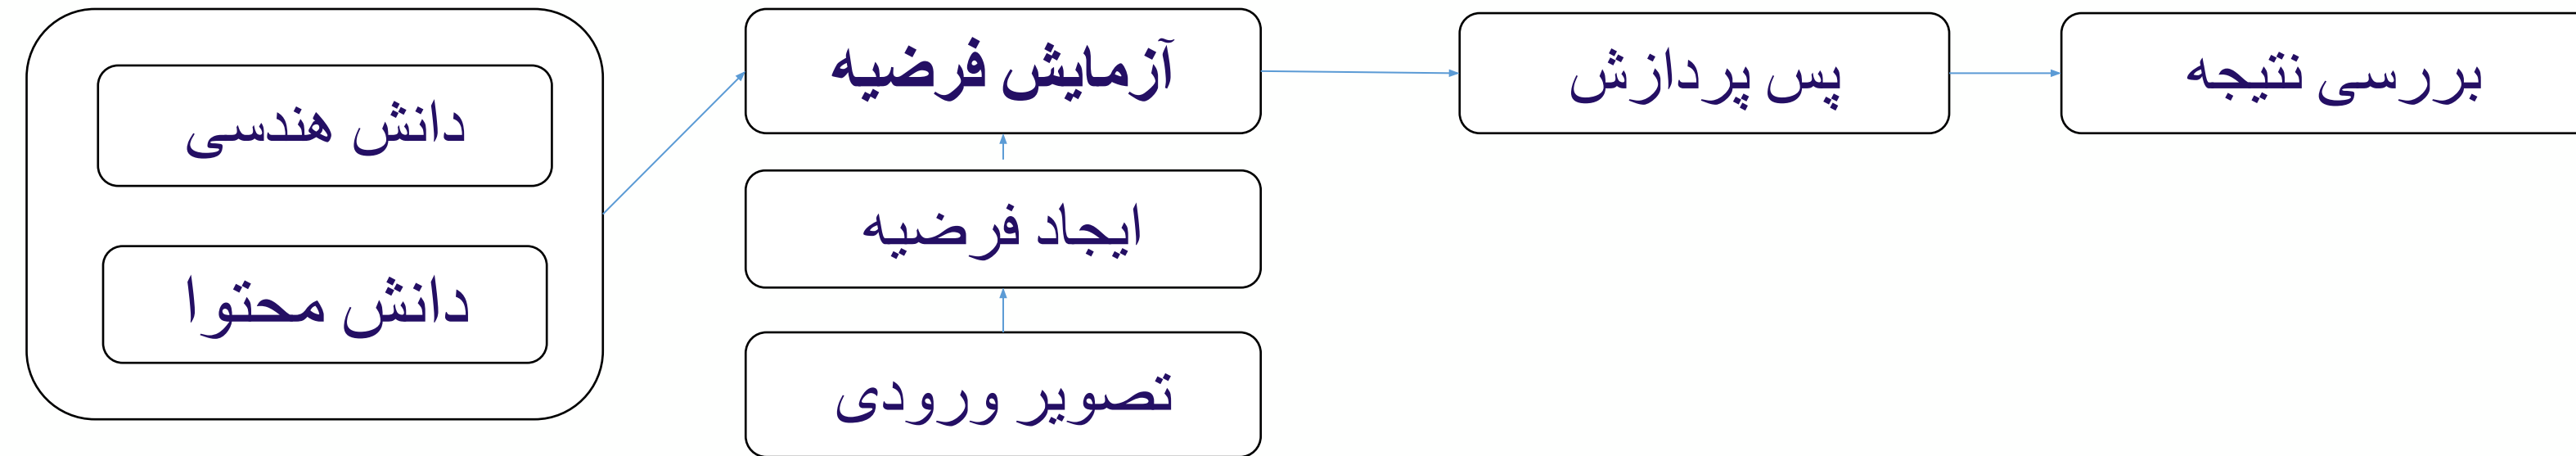 دانش هندسی
دانش محتوا
آزمایش فرضیه
ایجاد فرضیه
تصویر ورودی
پس پردازش
بررسی نتیجه